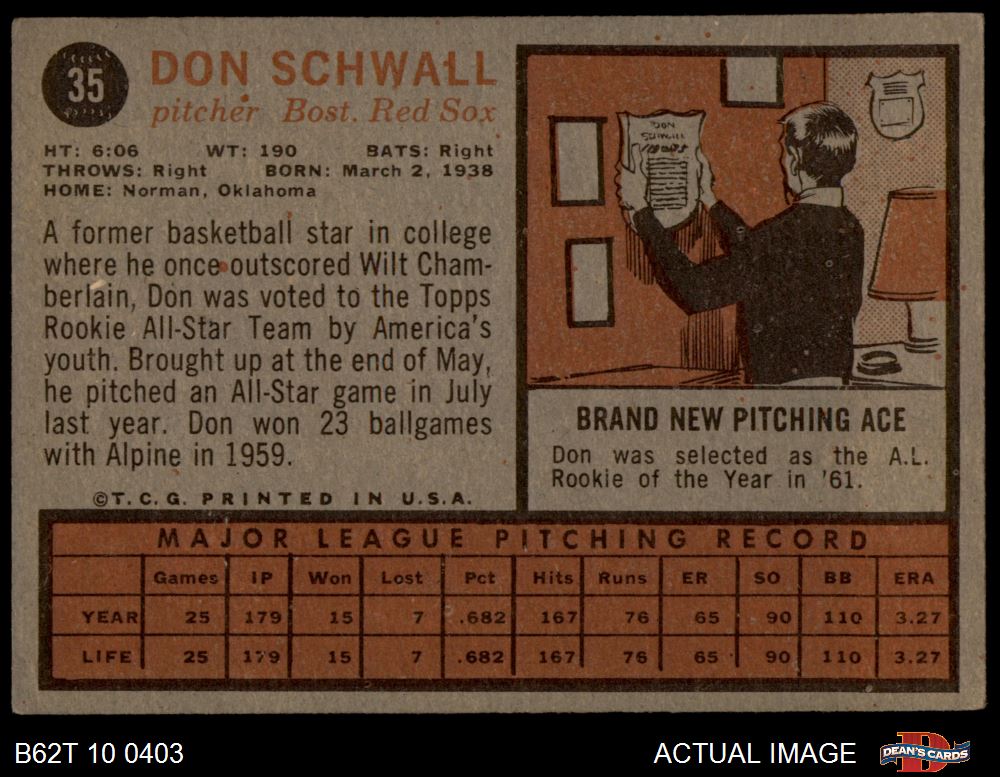 35
DON SCHWALL
pitcher Bost. Red Sox
HT: 6:06 WT: 190 BATS: Right
THROWS: Right BORN: March 2, 1938
HOME: Norman, Oklahoma
A former basketball star in college
where he once outscored Wilt Cham-
berlain, Don was voted to the Topps
Rookie All-Star Team by America's
youth. Brought up at the end of May,
he pitched an All-Star game in July
last year. Don won 23 ballgames
with Alpine in 1959.
©T.C.G. PRINTED IN U.S.A.
DON
SCHWALL
BRAND NEW PITCHING ACE
Don was selected as the A.L.
Rookie of the Year in '61.
MAJOR LEAGUE PITCHING RECORD
Games IP Won Lost Pct Hits Runs ER SO BB ERA
YEAR 25 179 15 7 .682 167 76 65 90 110 3.27
LIFE 25 179 15 7 .682 167 76 65 90 110 3.27
B62T 10 0403
ACTUAL IMAGE
D
DEAN'S CARDS